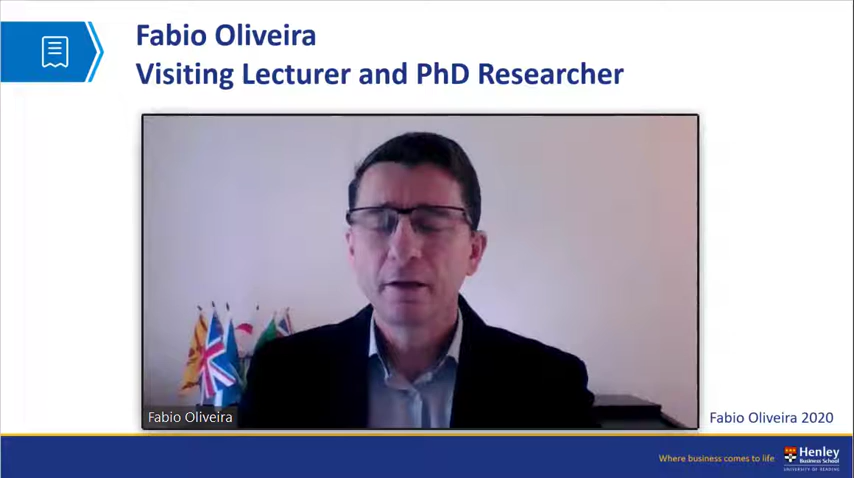 Fabio Oliveira
Visiting Lecturer and PhD Researcher
Fabio Oliveira
Fabio Oliveira 2020
Where business comes to life
Henley
Business School
UNIVERSITY OF READING